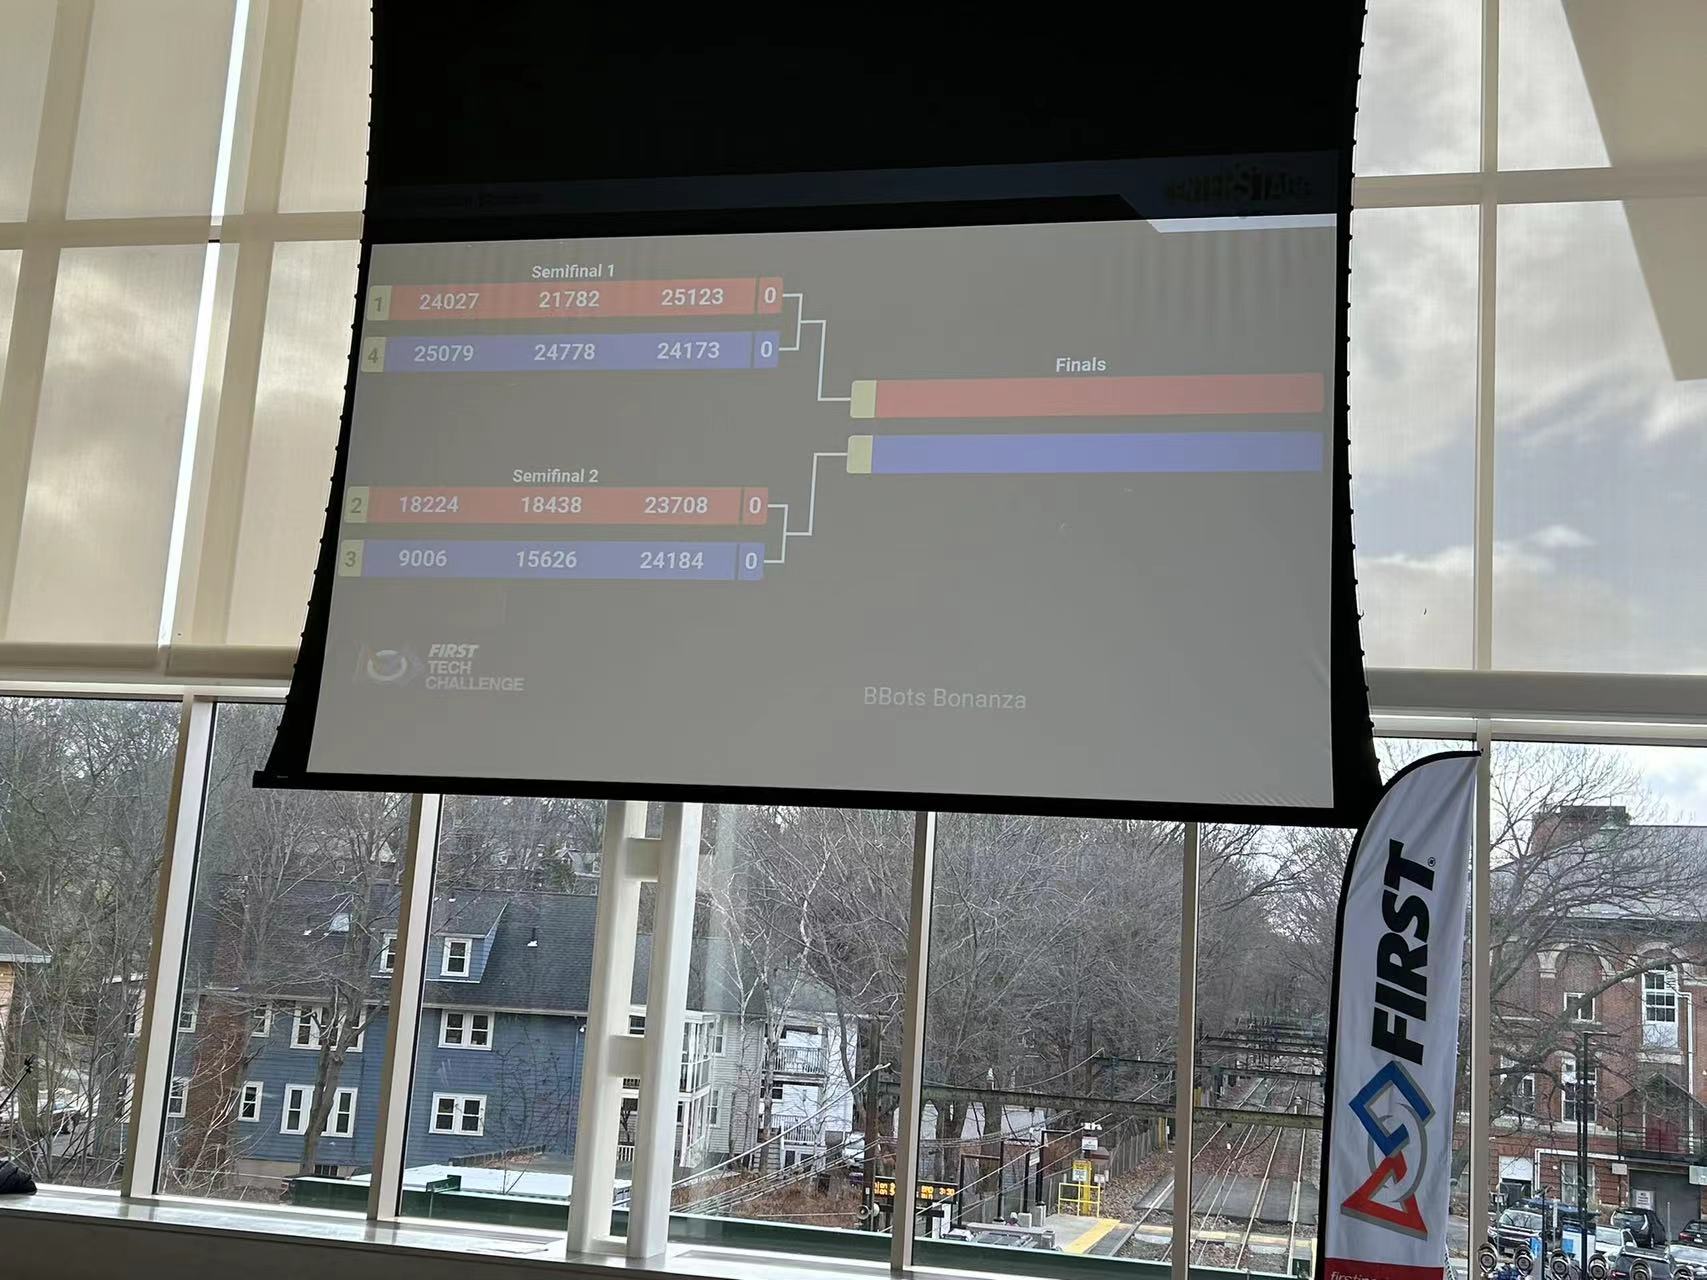 CENTERSTAGE
Semifinal 1
1 24027 21782 25123 0
4 25079 24778 24173 0
Finals
Semifinal 2
2 18224 18438 23708 0
3 9006 15626 24184 0
FIRST
TECH
CHALLENGE
BBots Bonanza
FIRST®